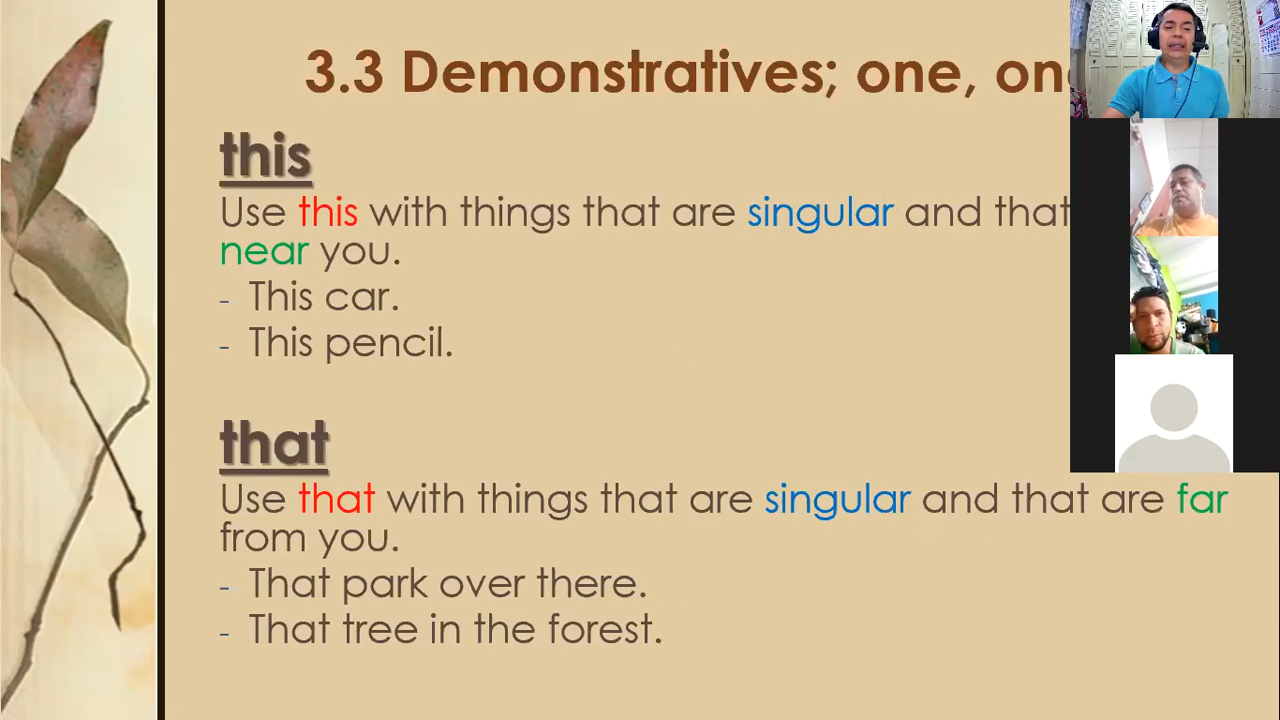 3.3 Demonstratives; one, on
this
Use this with things that are singular and that
near you.
- This car.
- This pencil.
that
Use that with things that are singular and that are far
from you.
- That park over there.
- That tree in the forest.